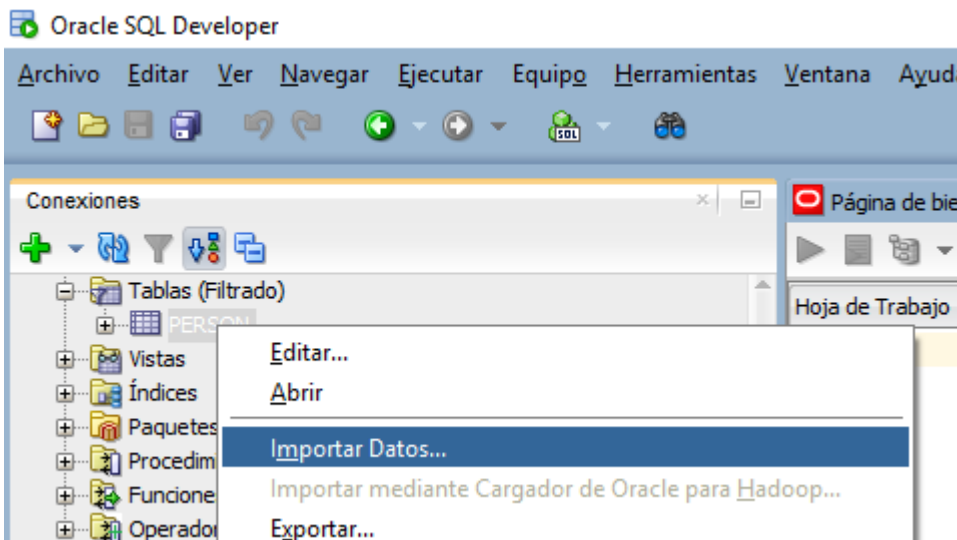 Oracle SQL Developer
Archivo Editar Ver Navegar Ejecutar Equipo Herramientas Ventana Ayuda
SQL
Conexiones
Página de bie
Tablas (Filtrado)
Hoja de Trabajo
PERSON
Editar...
Vistas
Abrir
Índices
Paquetes
Importar Datos...
Procedim
Importar mediante Cargador de Oracle para Hadoop...
Funcione
Exportar...
Operador